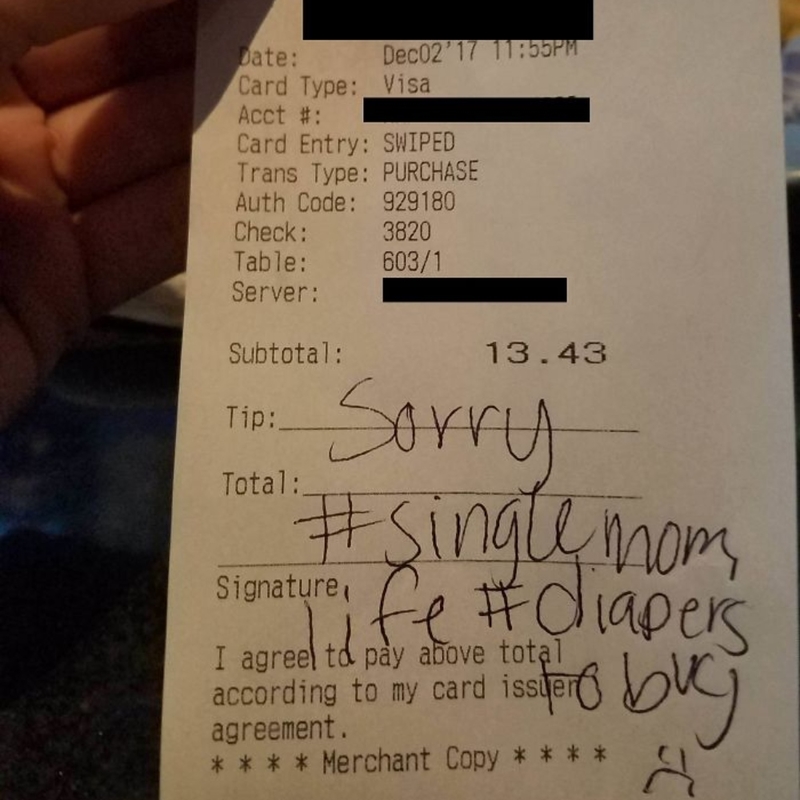 Date: Dec02'17 11:55PM
Card Type: Visa
Acct #:
Card Entry: SWIPED
Trans Type: PURCHASE
Auth Code: 929180
Check: 3820
Table: 603/1
Server:
Subtotal: 13.43
Tip: Sorry
Total:
#singlemom
Signature
life #diapers
I agree to pay above total
to buy
according to my card issuer
agreement.
* * * * Merchant Copy * * * *
:(